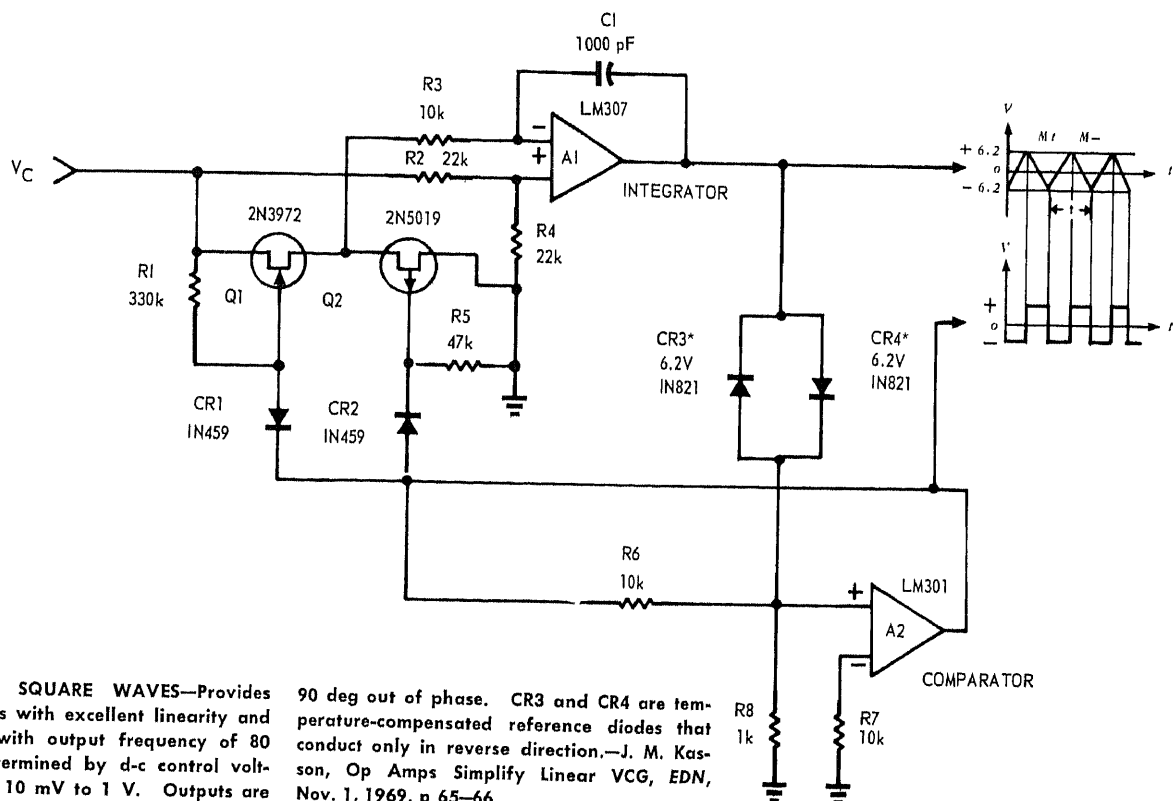 C1
1000 pF
R3
10k
LM307
R2 22k
−
+
A1
INTEGRATOR
VC
2N3972
2N5019
R4
22k
R1
330k
Q1
Q2
R5
47k
CR1
IN459
CR2
IN459
CR3*
6.2V
IN821
CR4*
6.2V
IN821
V
M+ M−
+ 6.2
o
− 6.2
t
t
V
+
o
−
t
R6
10k
LM301
+
A2
−
COMPARATOR
R8
1k
R7
10k
SQUARE WAVES—Provides
s with excellent linearity and
with output frequency of 80
termined by d-c control volt-
10 mV to 1 V. Outputs are
90 deg out of phase. CR3 and CR4 are tem-
perature-compensated reference diodes that
conduct only in reverse direction.—J. M. Kas-
son, Op Amps Simplify Linear VCG, EDN,
Nov. 1, 1969, p 65—66.